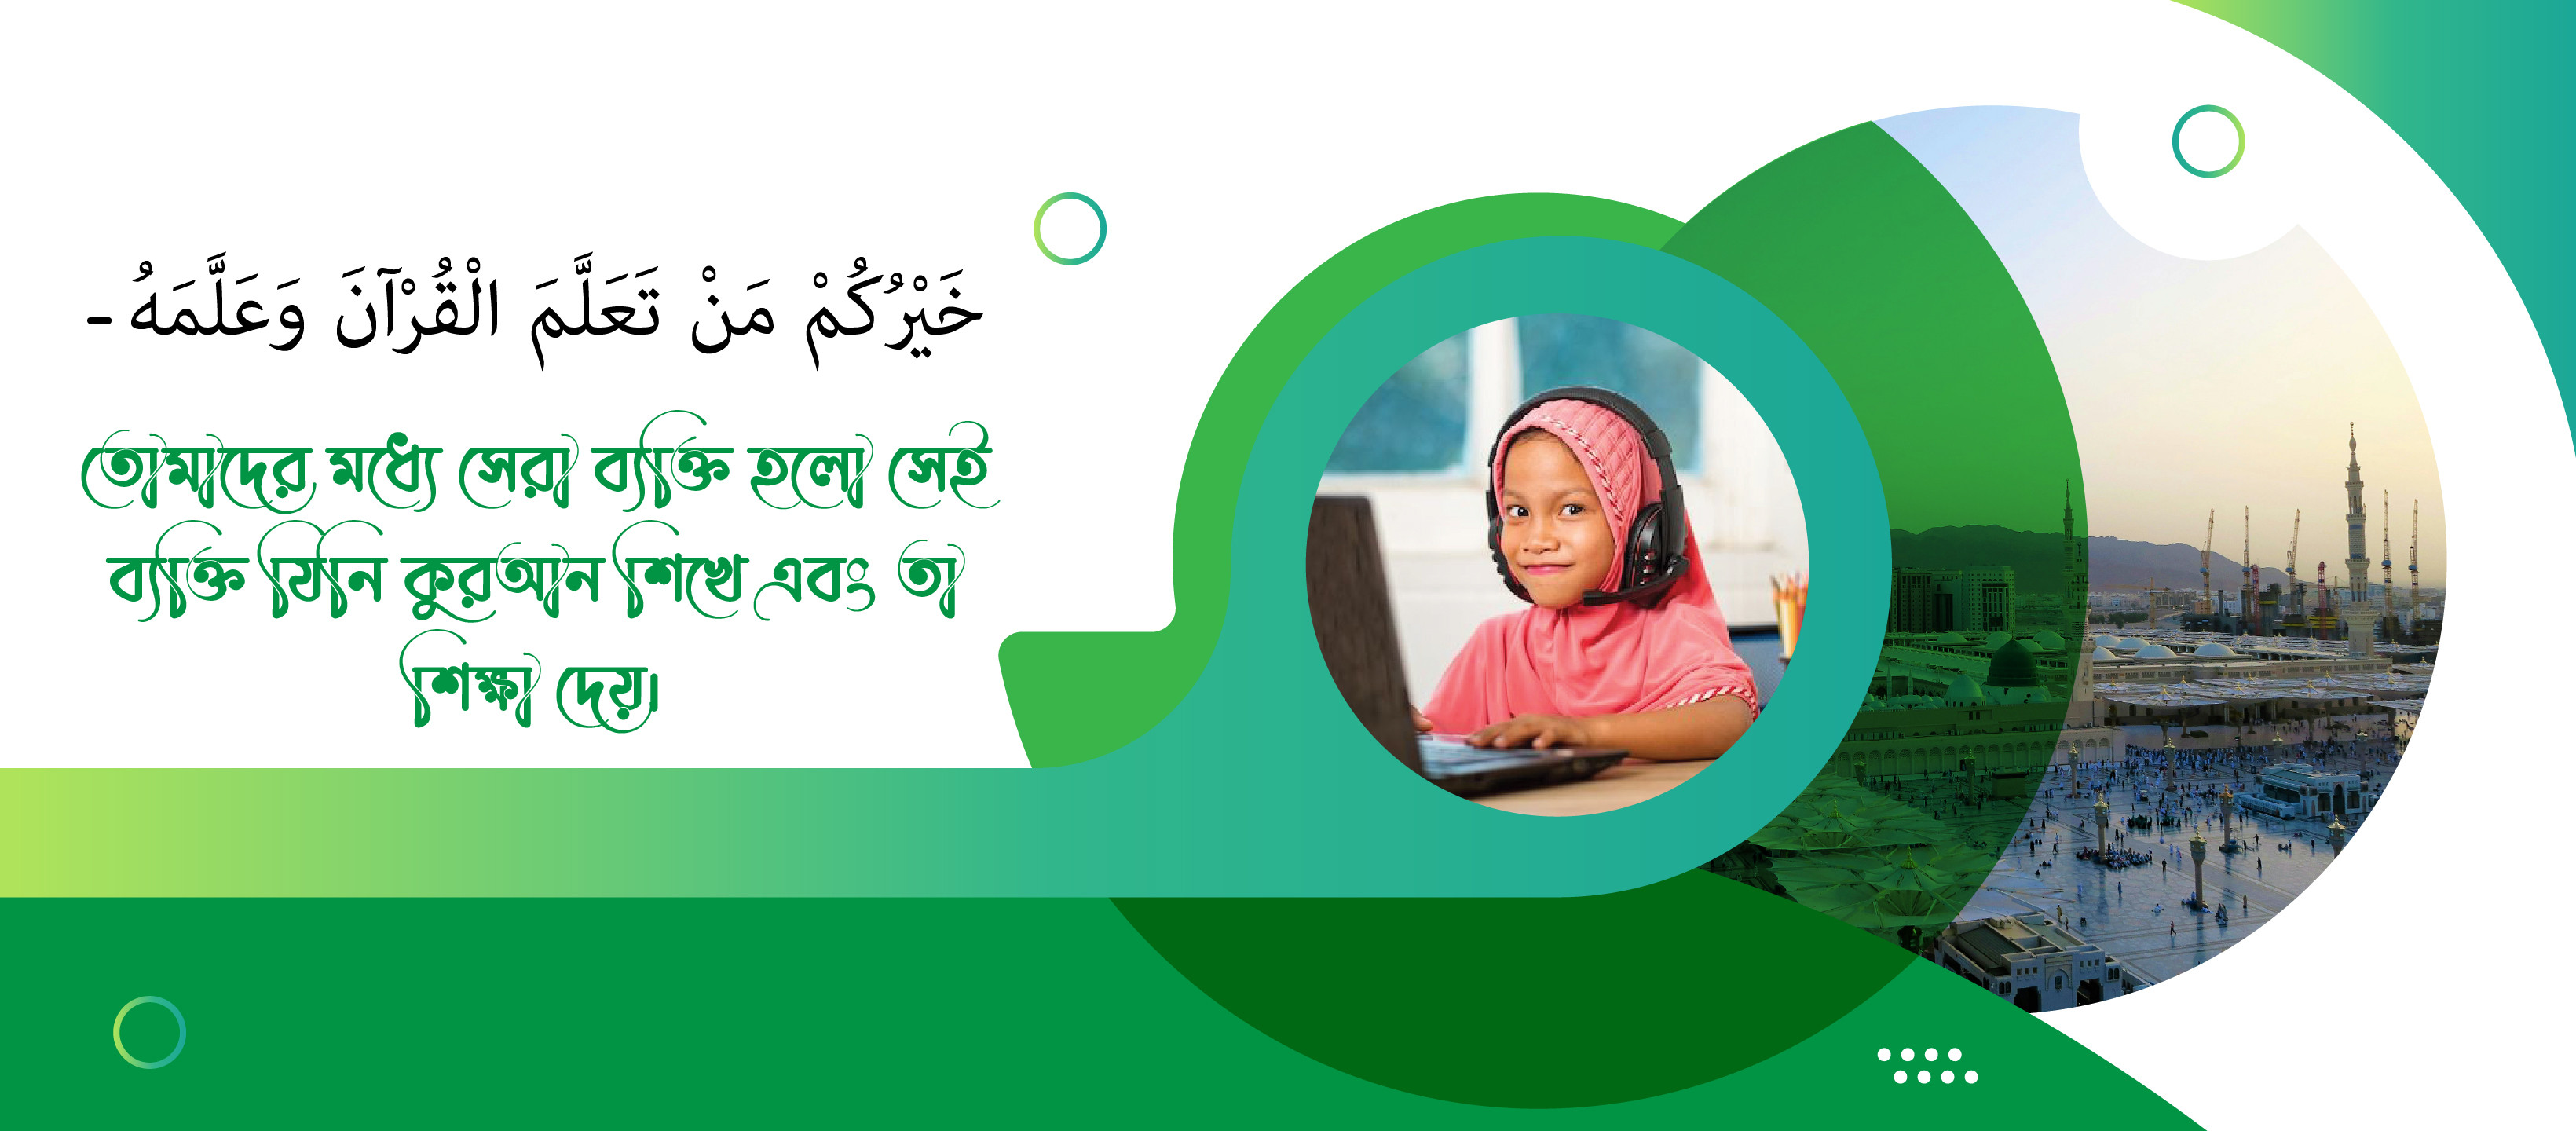 خَيْرُكُمْ مَنْ تَعَلَّمَ الْقُرْآنَ وَعَلَّمَهُ -
তোমাদের মধ্যে সেরা ব্যক্তি হলো সেই
ব্যক্তি যিনি কুরআন শিখে এবং তা
শিক্ষা দেয়।